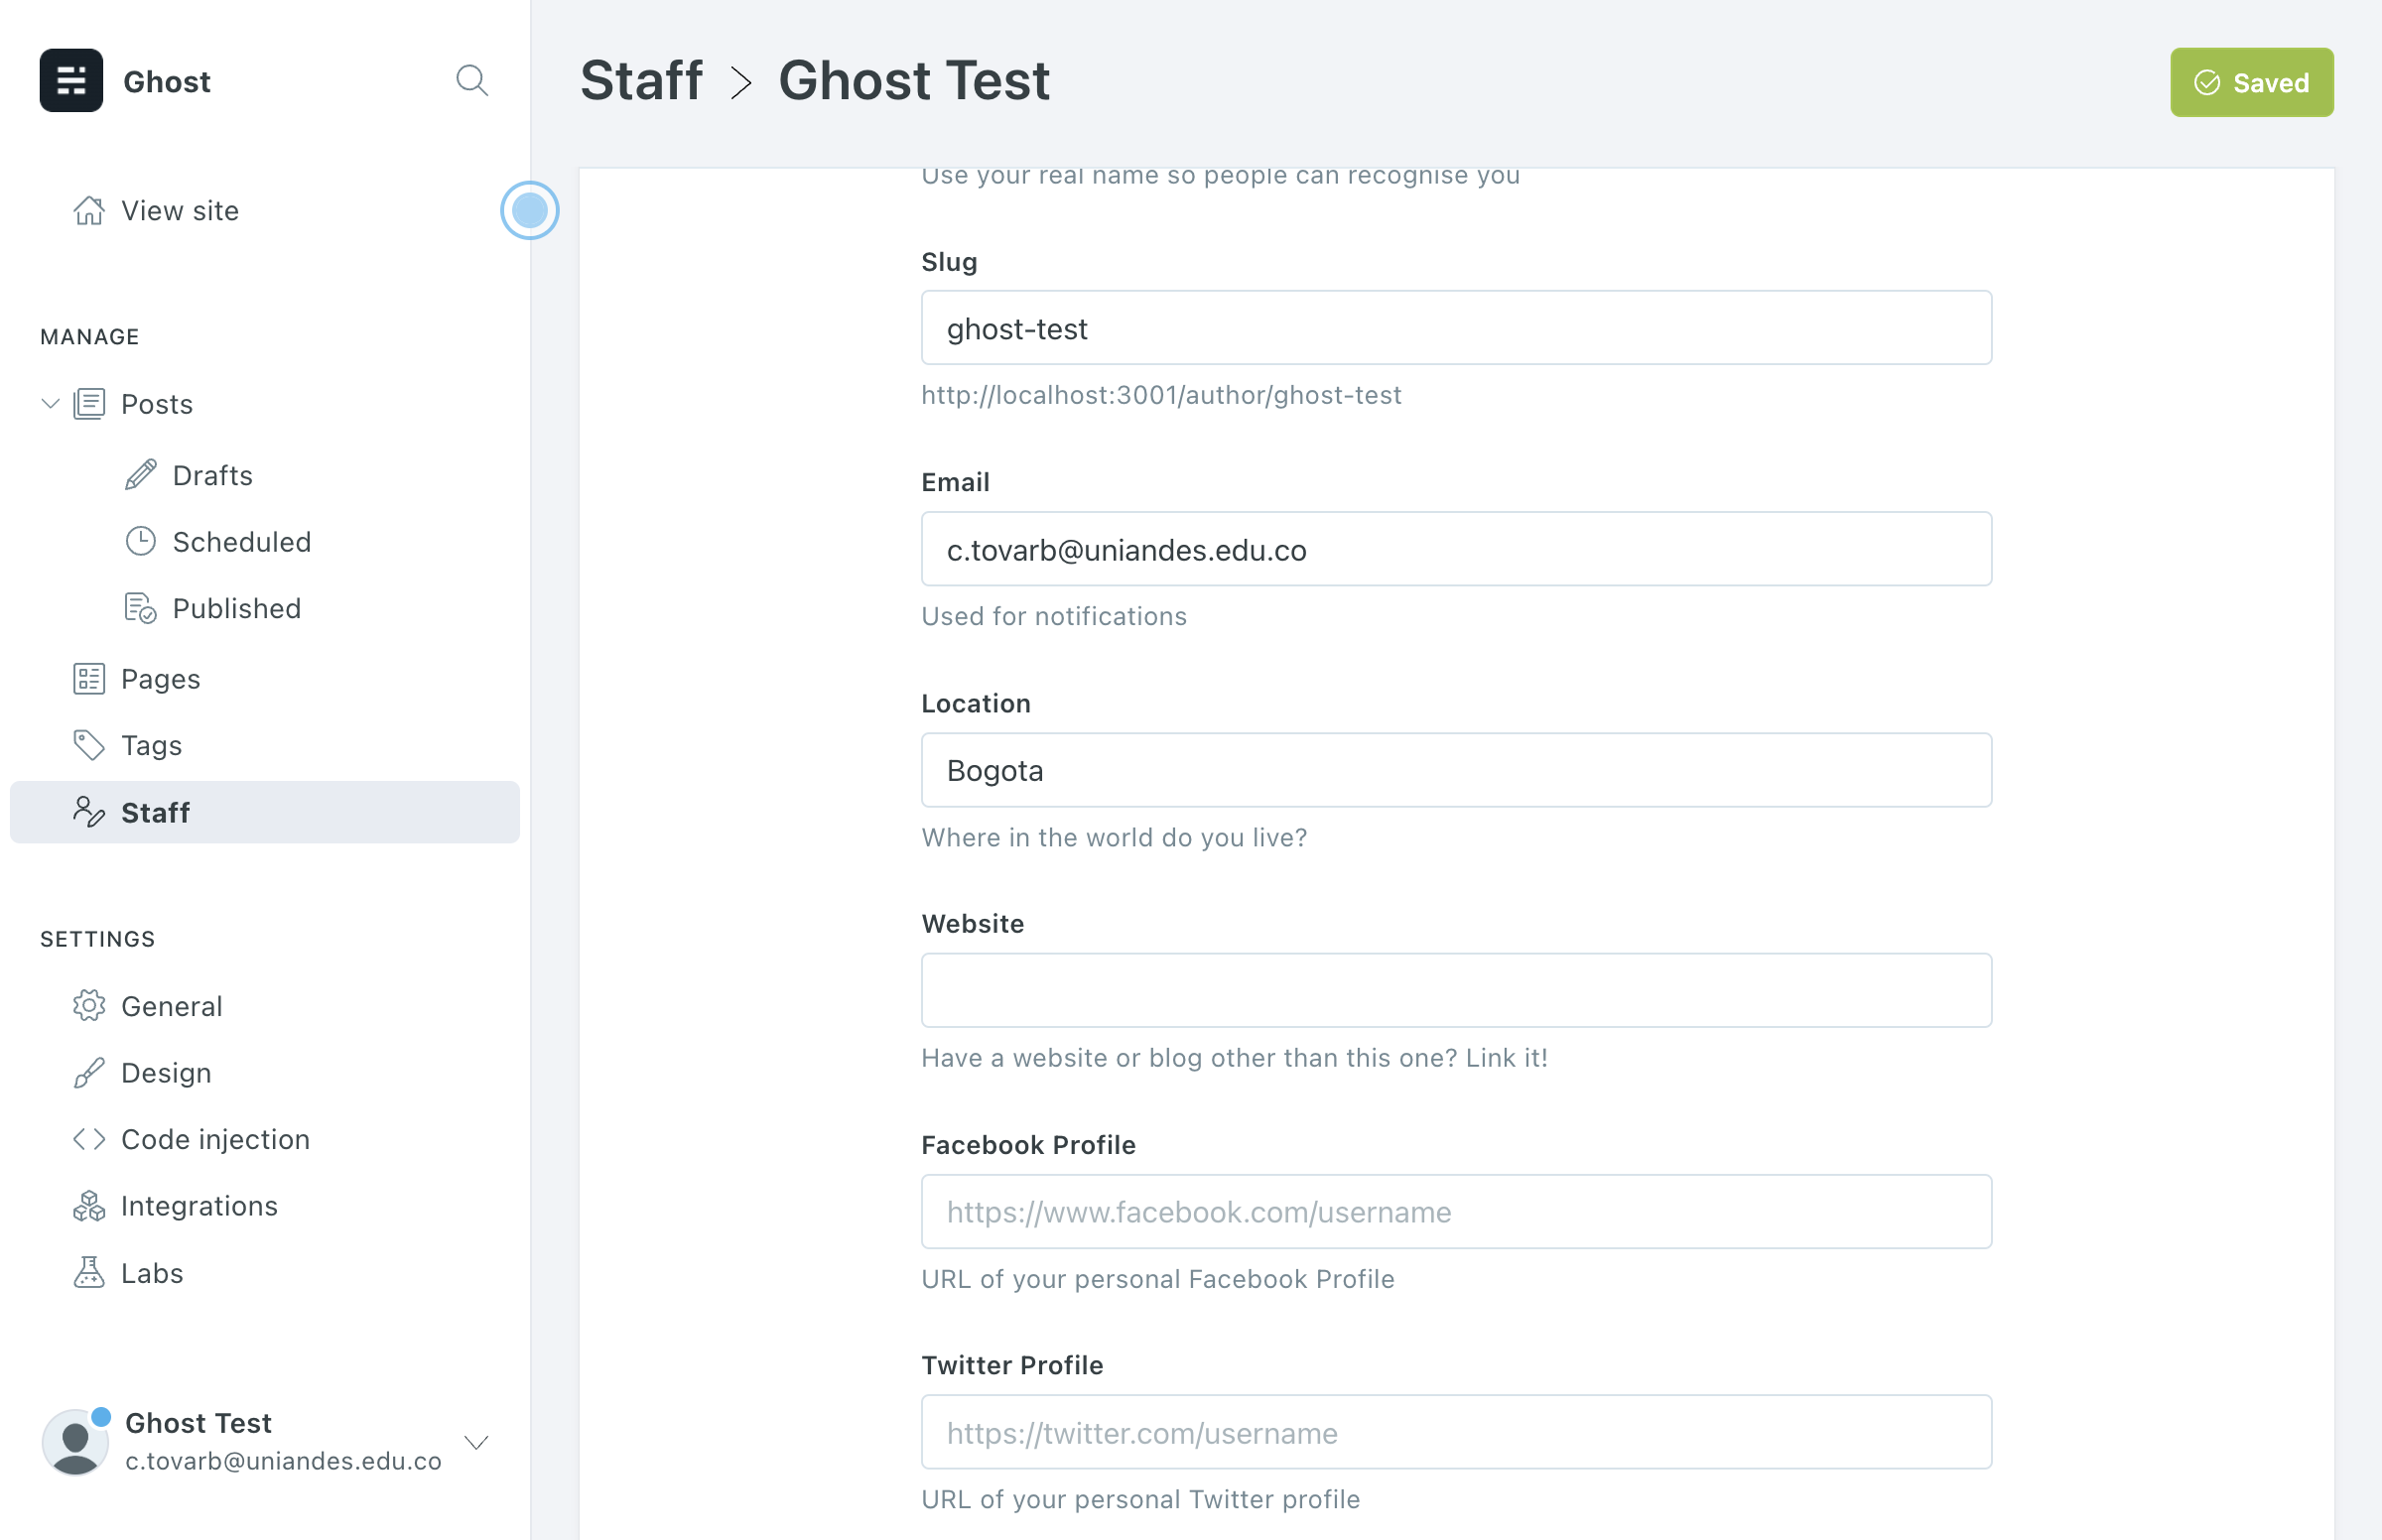 Ghost
View site
MANAGE
Posts
Drafts
Scheduled
Published
Pages
Tags
Staff
SETTINGS
General
Design
Code injection
Integrations
Labs
Ghost Test
c.tovarb@uniandes.edu.co
Staff > Ghost Test
Saved
Use your real name so people can recognise you
Slug
ghost-test
http://localhost:3001/author/ghost-test
Email
c.tovarb@uniandes.edu.co
Used for notifications
Location
Bogota
Where in the world do you live?
Website
Have a website or blog other than this one? Link it!
Facebook Profile
https://www.facebook.com/username
URL of your personal Facebook Profile
Twitter Profile
https://twitter.com/username
URL of your personal Twitter profile